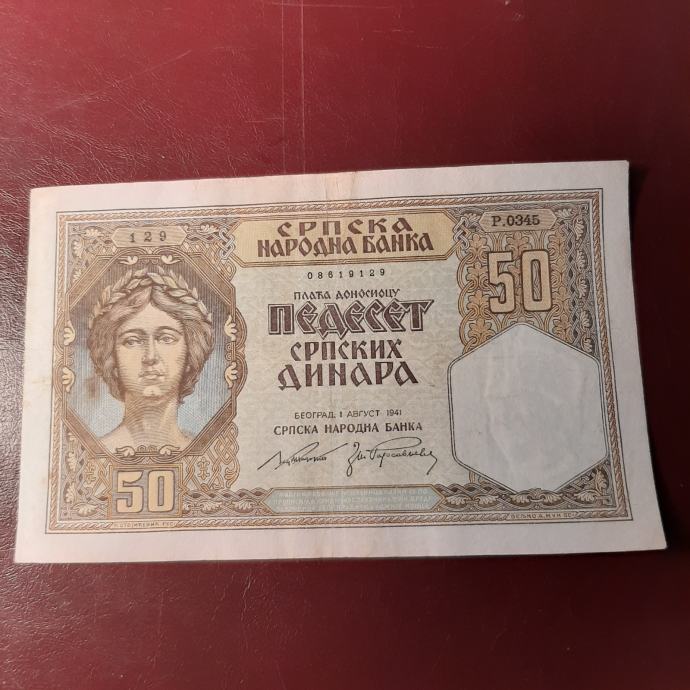 СРПСКА
НАРОДНА БАНКА
129
P.0345
08619129
50
ПЛАЋА ДОНОСИОЦУ
ПЕДЕСЕТ
СРПСКИХ
ДИНАРА
БЕОГРАД, 1 АВГУСТ 1941
СРПСКА НАРОДНА БАНКА
50